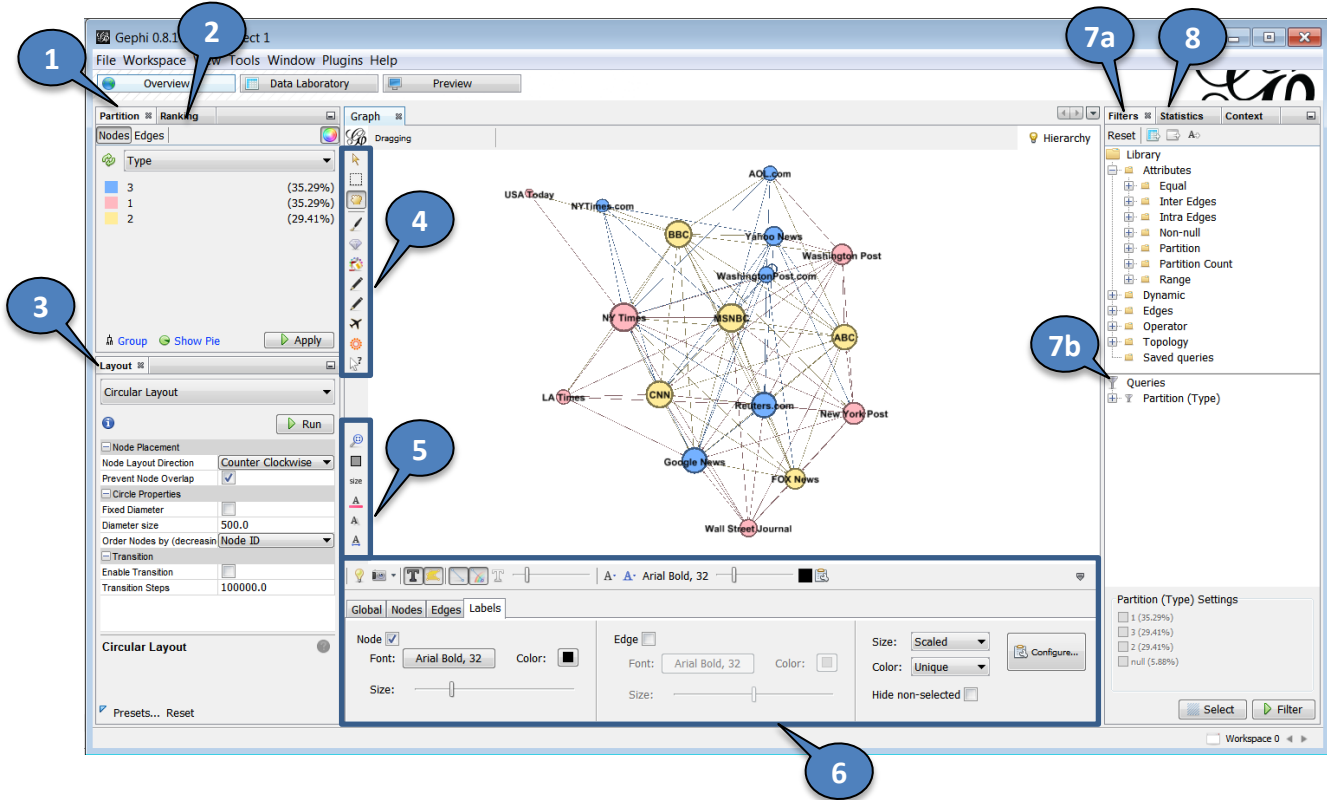 1
2
7a
8
Gephi 0.8.1
ect 1
File Workspace
Tools Window Plugins Help
Overview
Data Laboratory
Preview
Partition
Ranking
Nodes Edges
Type
3 (35.29%)
1 (35.29%)
2 (29.41%)
Group
Show Pie
Apply
3
Layout
Circular Layout
Run
Node Placement
Node Layout Direction Counter Clockwise
Prevent Node Overlap
Circle Properties
Fixed Diameter
Diameter size 500.0
Order Nodes by (decreasin Node ID
Transition
Enable Transition
Transition Steps 100000.0
Circular Layout
Presets... Reset
Graph
Dragging
Hierarchy
4
5
size
A
A
A
AOL.com
USA Today
NYTimes.com
BBC
Yahoo News
Washington Post
WashingtonPost.com
NY Times
MSNBC
ABC
LA Times
CNN
Reuters.com
New York Post
Google News
FOX News
Wall Street Journal
T
T
A
A
Arial Bold, 32
Global Nodes Edges Labels
Node
Font: Arial Bold, 32 Color:
Size:
Edge
Font: Arial Bold, 32 Color:
Size:
Size: Scaled
Color: Unique
Configure...
Hide non-selected
6
Filters
Statistics
Context
Reset
Library
Attributes
Equal
Inter Edges
Intra Edges
Non-null
Partition
Partition Count
Range
Dynamic
Edges
Operator
Topology
Saved queries
7b
Queries
Partition (Type)
Partition (Type) Settings
1 (35.29%)
3 (29.41%)
2 (29.41%)
null (5.88%)
Select
Filter
Workspace 0